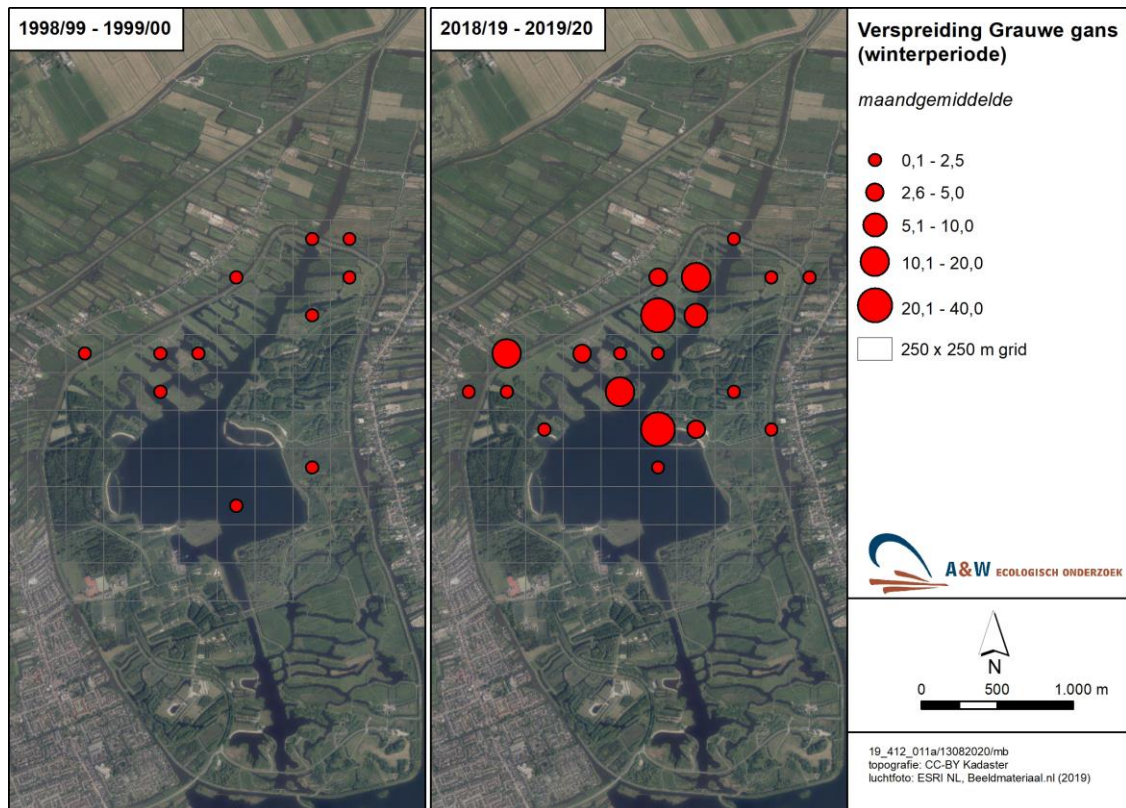 1998/99 - 1999/00
2018/19 - 2019/20
Verspreiding Grauwe gans
(winterperiode)
maandgemiddelde
0,1 - 2,5
2,6 - 5,0
5,1 - 10,0
10,1 - 20,0
20,1 - 40,0
250 x 250 m grid
A&W ECOLOGISCH ONDERZOEK
N
0 500 1.000 m
19_412_011a/13082020/mb
topografie: CC-BY Kadaster
luchtfoto: ESRI NL, Beeldmateriaal.nl (2019)